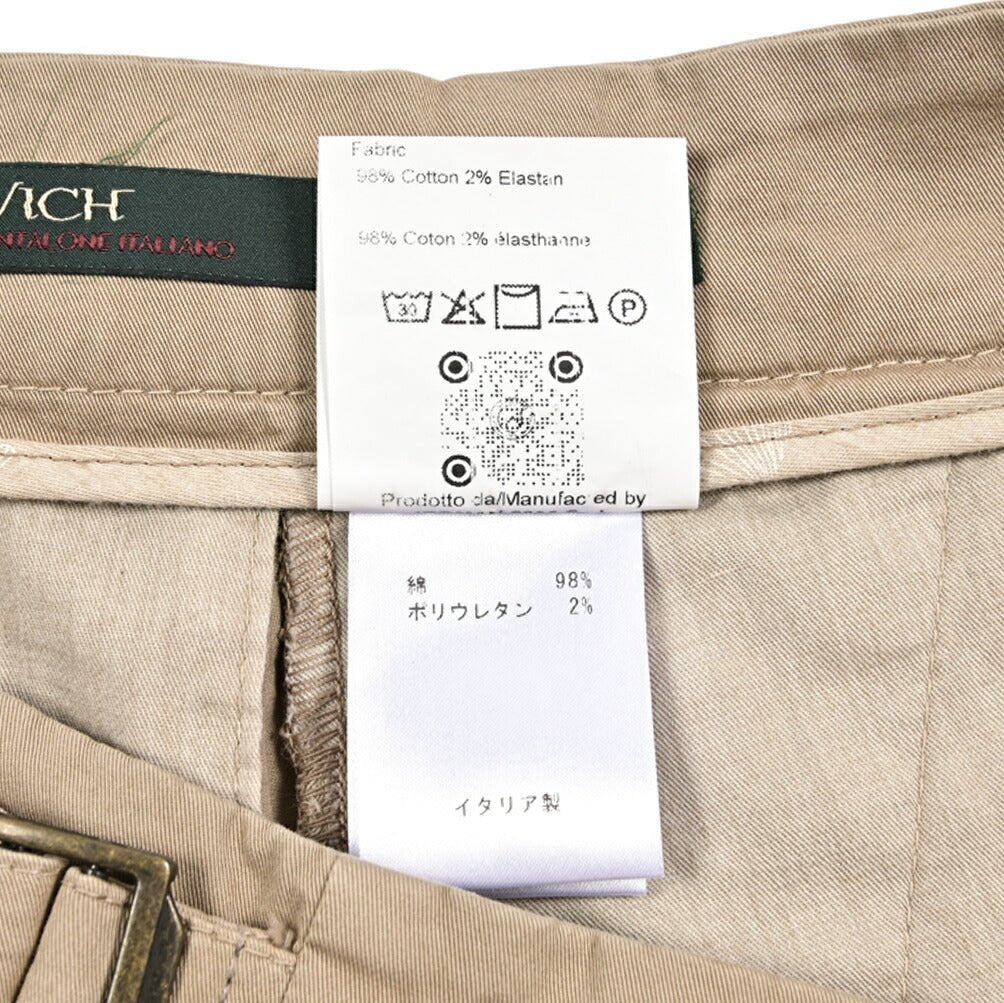 VICH
NTALONE ITALIANO
Fabric
98% Cotton 2% Elastan
98% Coton 2% élasthanne
30
P
Prodotto da/Manufac ed by
綿 98%
ポリウレタン 2%
イタリア製